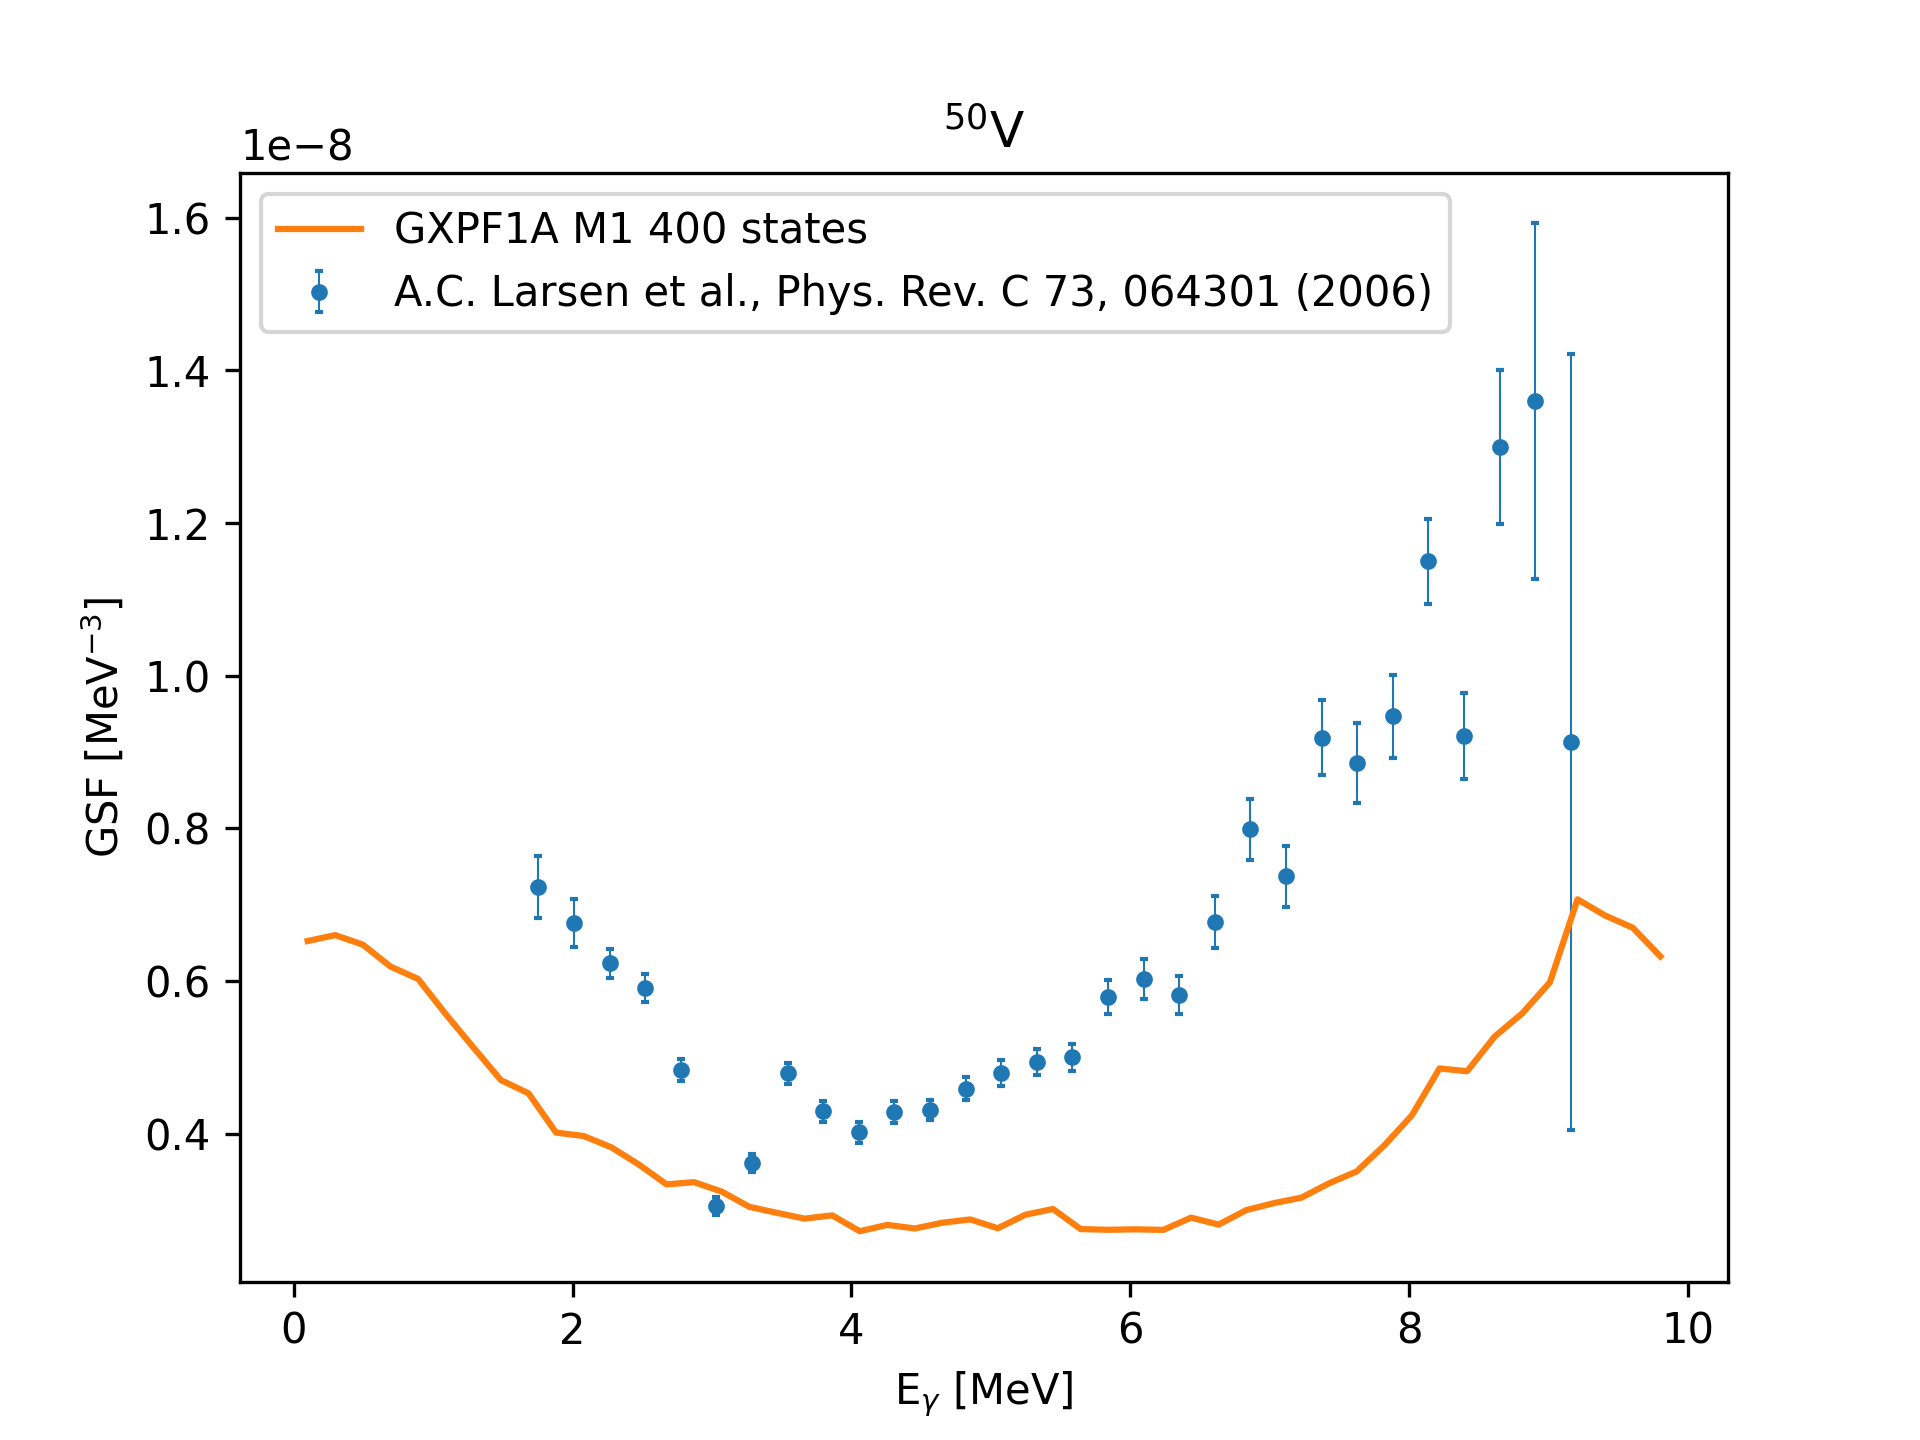 ⁵⁰V
1e−8
GXPF1A M1 400 states
A.C. Larsen et al., Phys. Rev. C 73, 064301 (2006)
1.6
1.4
1.2
1.0
0.8
0.6
0.4
GSF [MeV⁻³]
0 2 4 6 8 10
Eᵧ [MeV]